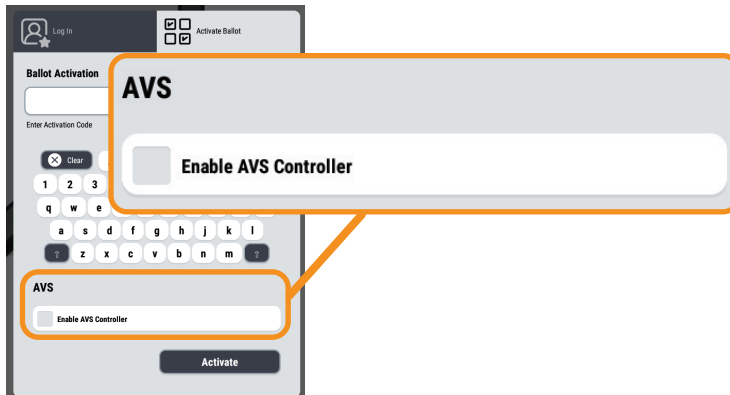 Log In
Activate Ballot
Ballot Activation
Enter Activation Code
AVS
Enable AVS Controller
Clear
1 2 3
q w e
a s d f g h j k l
z x c v b n m
AVS
Enable AVS Controller
Activate